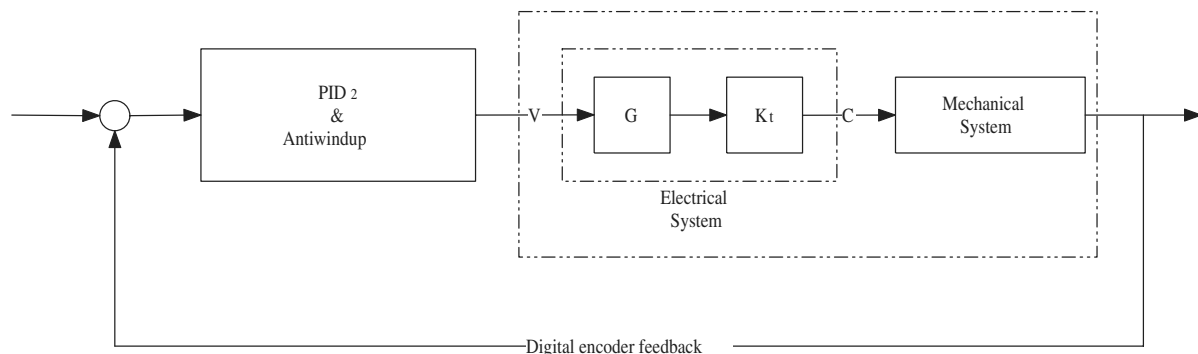 PID 2
&
Antiwindup
V
G
Kt
C
Mechanical
System
Electrical
System
Digital encoder feedback